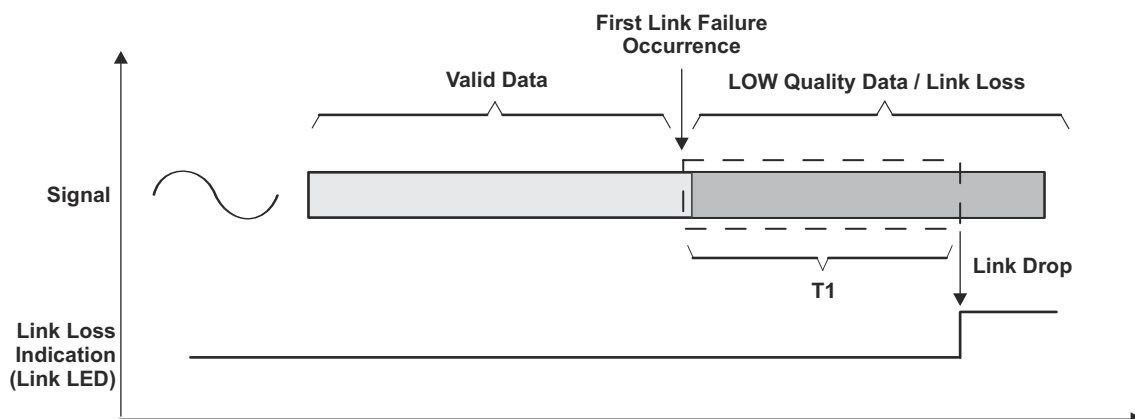 First Link Failure
Occurrence
Valid Data
LOW Quality Data / Link Loss
Signal
T1
Link Drop
Link Loss
Indication
(Link LED)